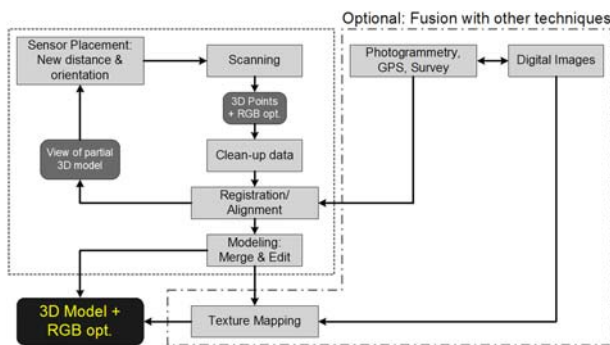 Optional: Fusion with other techniques
Sensor Placement:
New distance &
orientation
Scanning
Photogrammetry,
GPS, Survey
Digital Images
3D Points
+ RGB opt.
View of partial
3D model
Clean-up data
Registration/
Alignment
Modeling:
Merge & Edit
3D Model +
RGB opt.
Texture Mapping